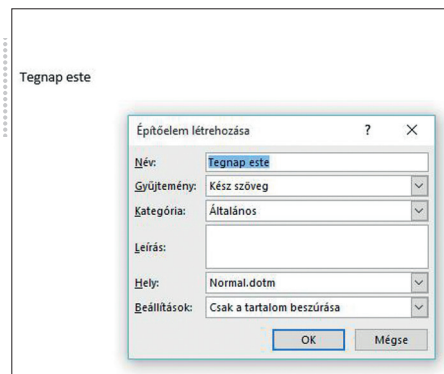 Tegnap este
Építőelem létrehozása ? ×
Név: Tegnap este
Gyűjtemény: Kész szöveg
Kategória: Általános
Leírás:
Hely: Normal.dotm
Beállítások: Csak a tartalom beszúrása
OK Mégse